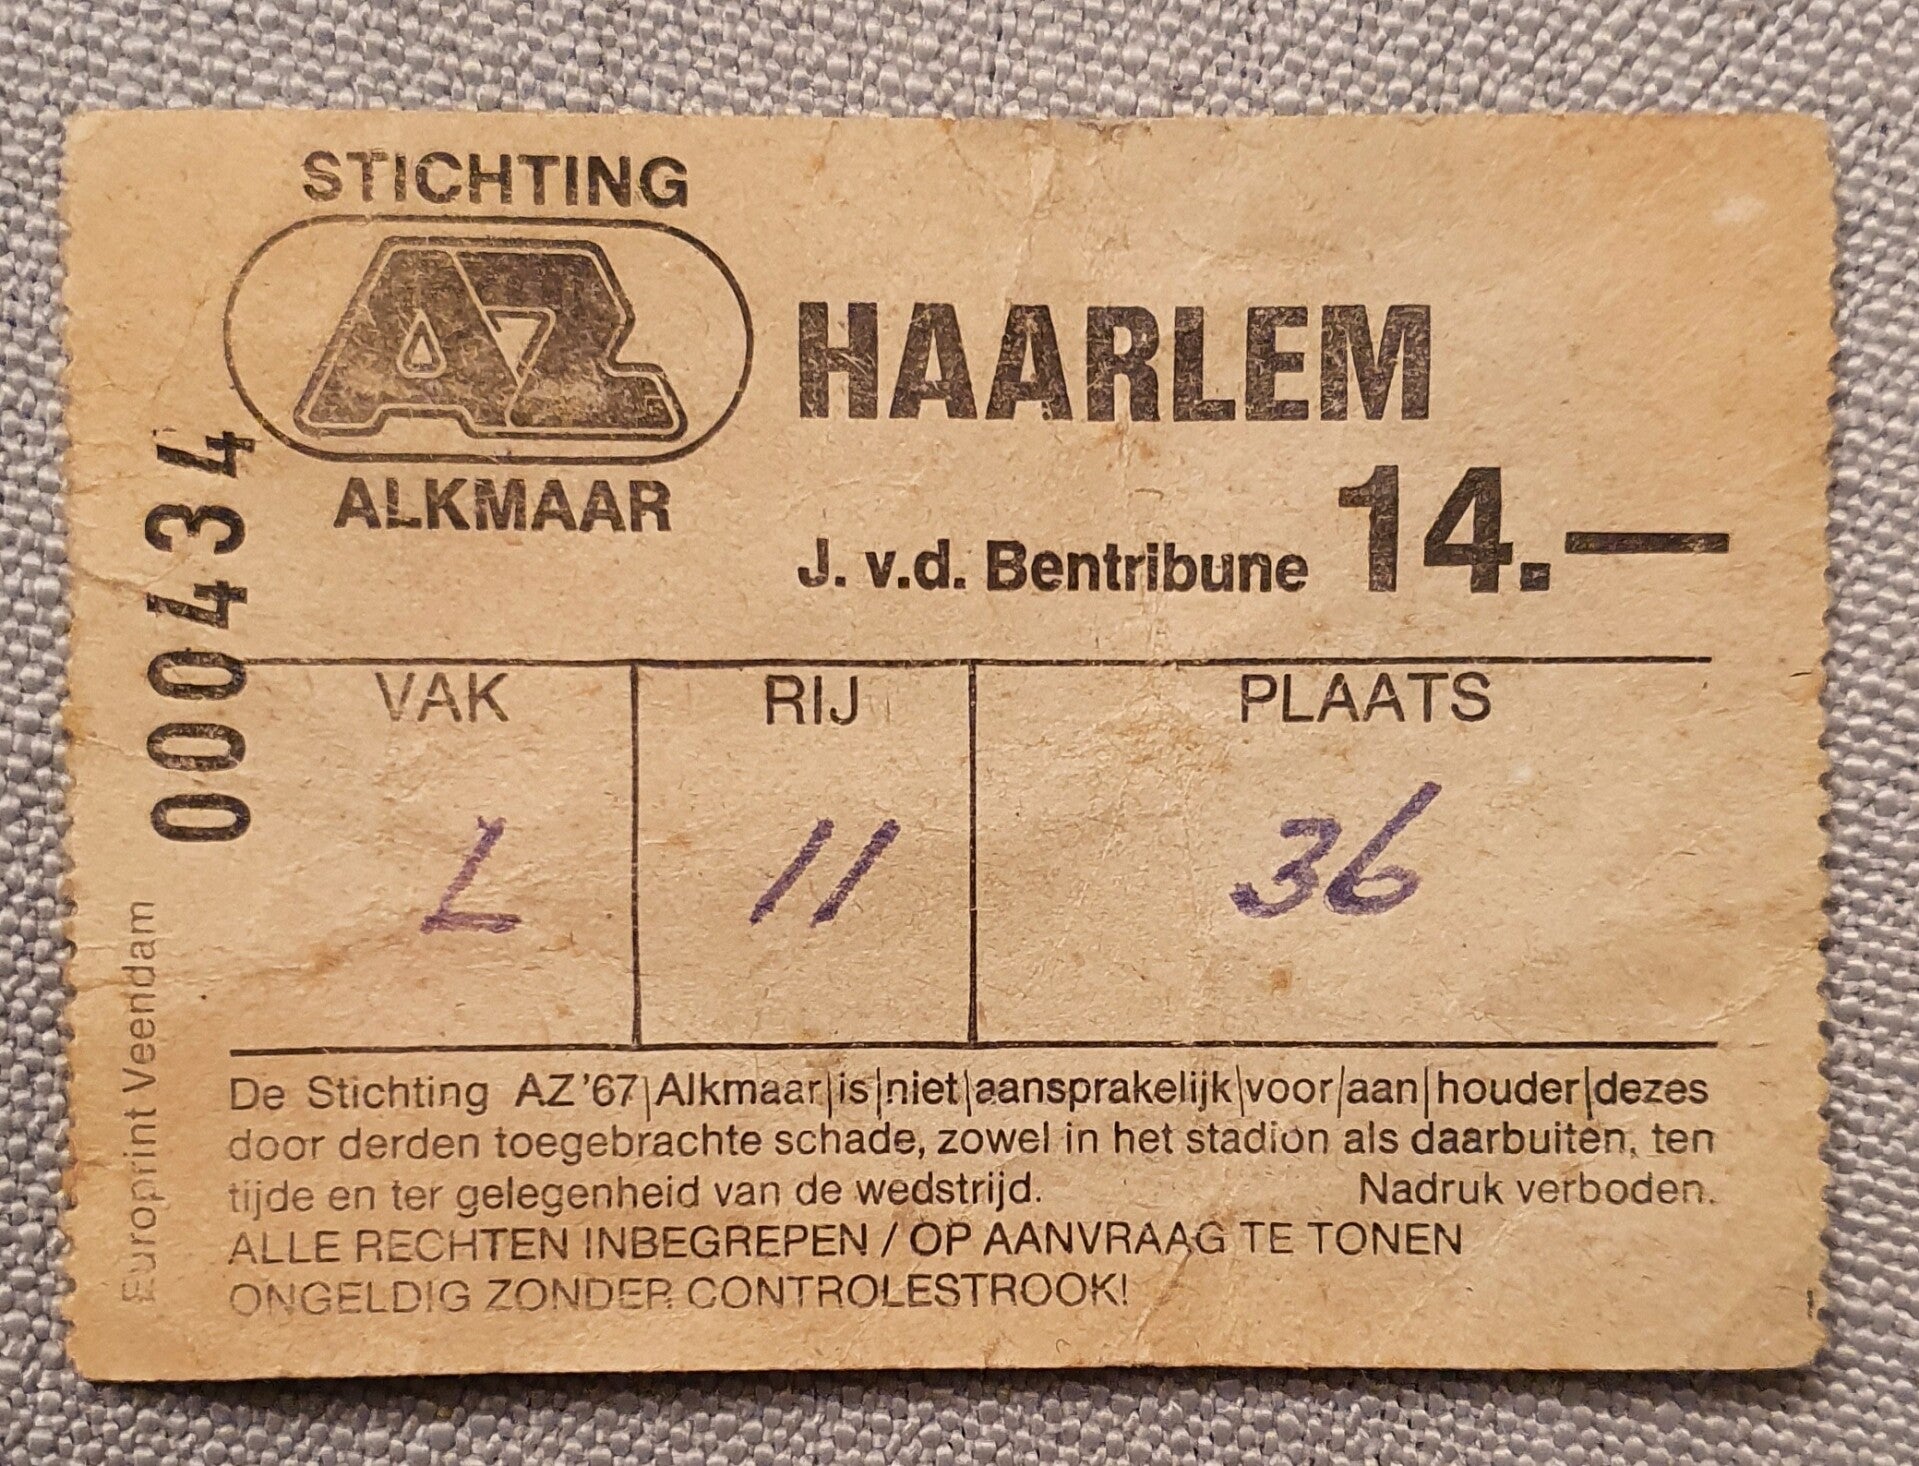 STICHTING
AZ
ALKMAAR
HAARLEM
J. v.d. Bentribune 14.—
000434
VAK RIJ PLAATS
L 11 36
De Stichting AZ'67|Alkmaar|is|niet|aansprakelijk|voor|aan|houder|dezes
door derden toegebrachte schade, zowel in het stadion als daarbuiten, ten
tijde en ter gelegenheid van de wedstrijd. Nadruk verboden.
ALLE RECHTEN INBEGREPEN / OP AANVRAAG TE TONEN
ONGELDIG ZONDER CONTROLESTROOK!
Europrint Veendam